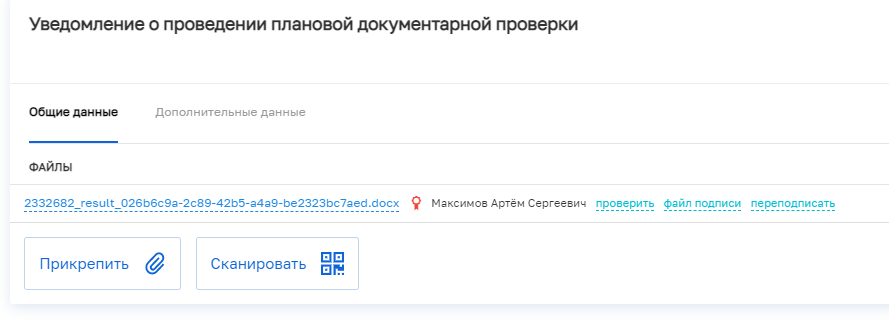 Уведомление о проведении плановой документарной проверки
Общие данные Дополнительные данные
ФАЙЛЫ
2332682_result_026b6c9a-2c89-42b5-a4a9-be2323bc7aed.docx Максимов Артём Сергеевич проверить файл подписи переподписать
Прикрепить Сканировать